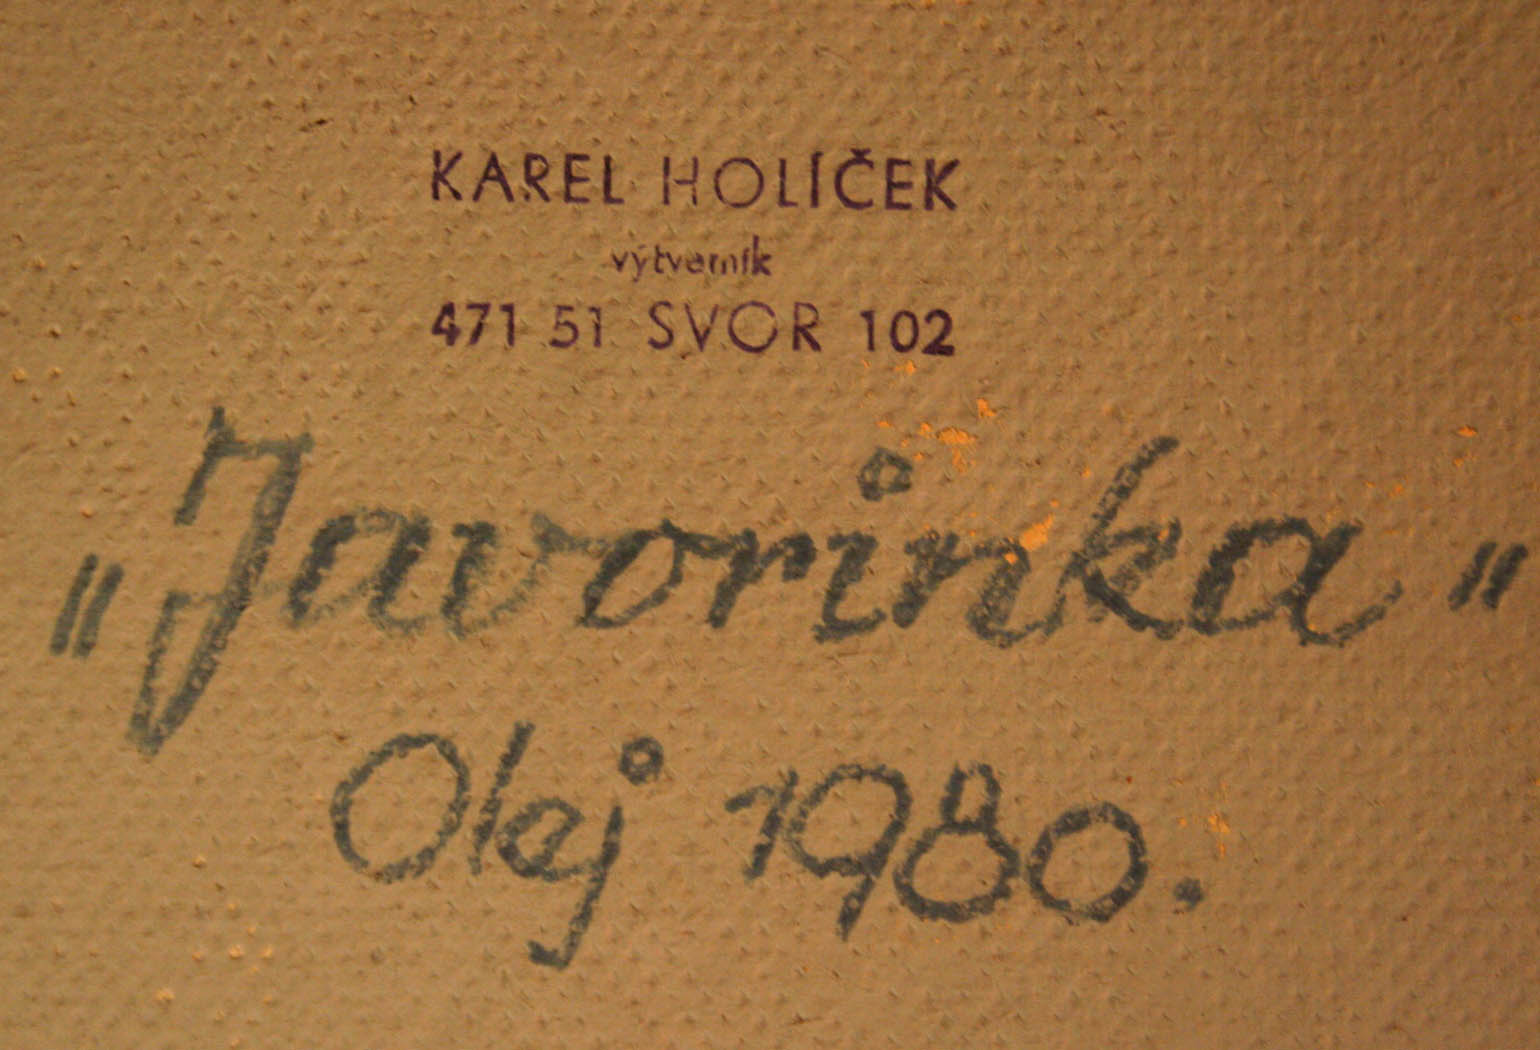 KAREL HOLÍČEK
výtvarník
471 51 SVOR 102
"Javorinka"
Olej 1980.